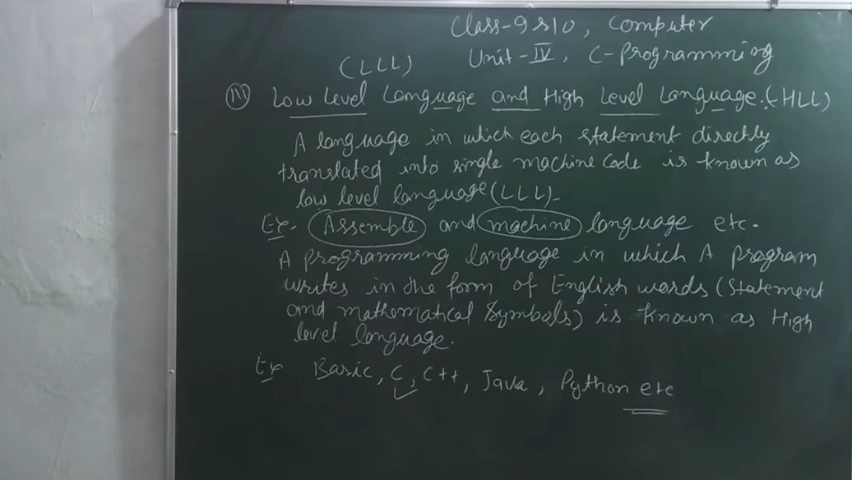 Class-9 & 10, Computer
Unit-IV, C-Programming
(LLL)
(III) Low Level Language and High Level Language:-(HLL)
A language in which each statement directly
translated into single machine code is known as
low level language (LLL).
Ex- Assemble and machine language etc.
A programming language in which A program
writes in the form of English words (statement
and mathematical symbols) is known as High
level language.
Ex Basic, C, C++, Java, Python etc